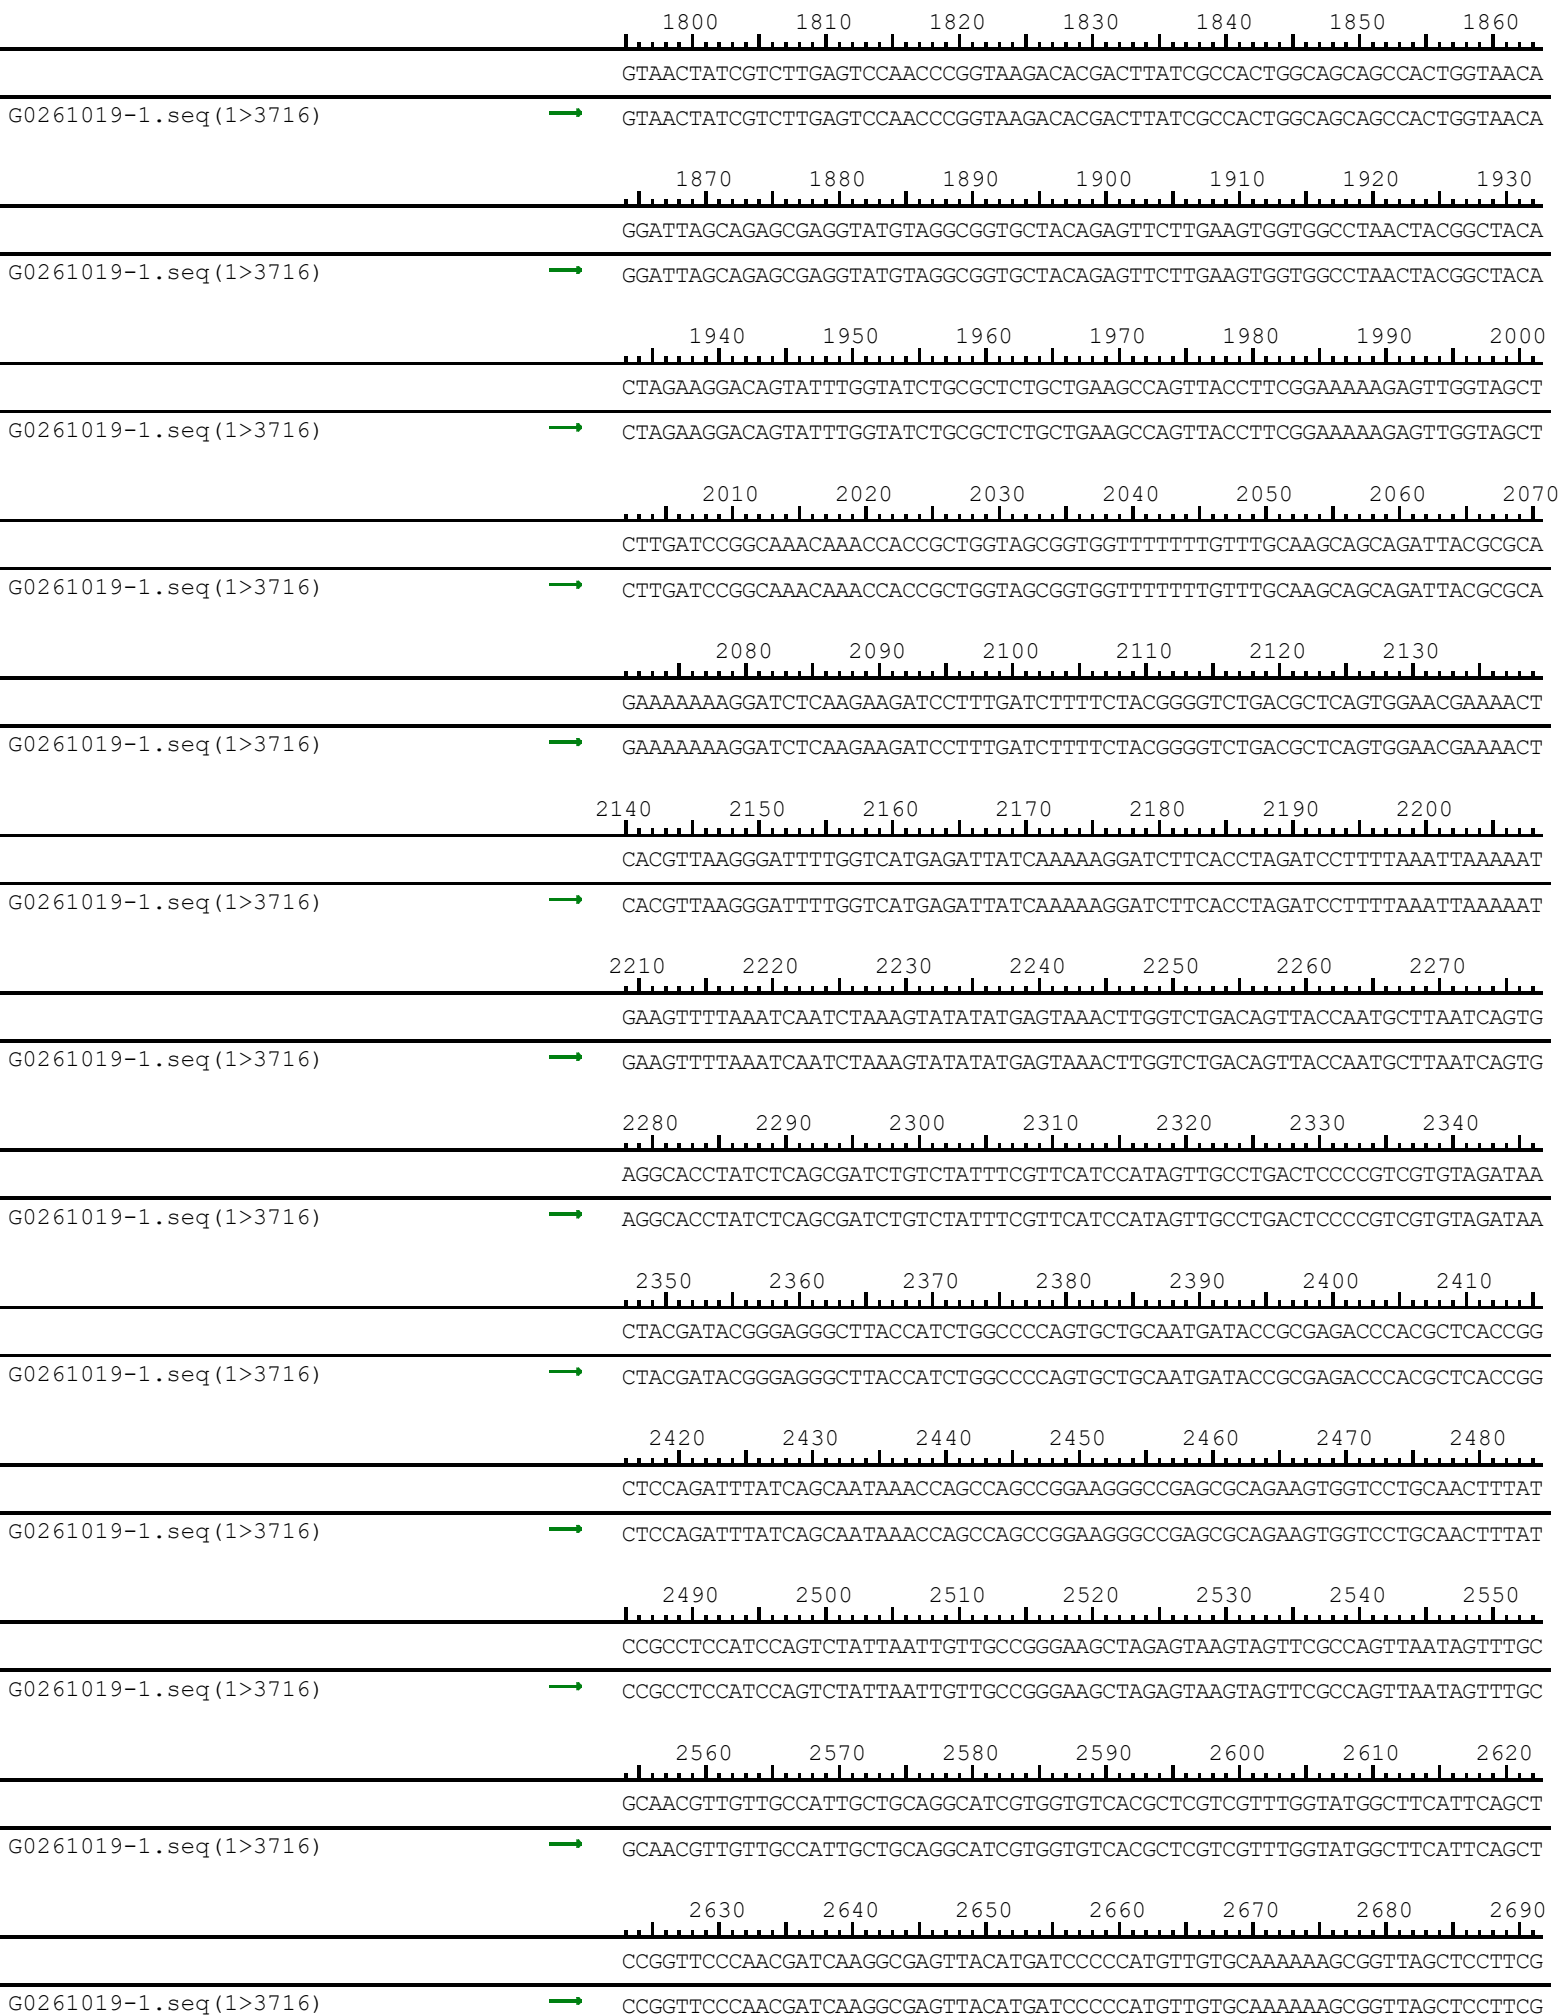 1800 1810 1820 1830 1840 1850 1860
GTAACTATCGTCTTGAGTCCAACCCGGTAAGACACGACTTATCGCCACTGGCAGCAGCCACTGGTAACA
G0261019-1.seq(1>3716) GTAACTATCGTCTTGAGTCCAACCCGGTAAGACACGACTTATCGCCACTGGCAGCAGCCACTGGTAACA
1870 1880 1890 1900 1910 1920 1930
GGATTAGCAGAGCGAGGTATGTAGGCGGTGCTACAGAGTTCTTGAAGTGGTGGCCTAACTACGGCTACA
G0261019-1.seq(1>3716) GGATTAGCAGAGCGAGGTATGTAGGCGGTGCTACAGAGTTCTTGAAGTGGTGGCCTAACTACGGCTACA
1940 1950 1960 1970 1980 1990 2000
CTAGAAGGACAGTATTTGGTATCTGCGCTCTGCTGAAGCCAGTTACCTTCGGAAAAAGAGTTGGTAGCT
G0261019-1.seq(1>3716) CTAGAAGGACAGTATTTGGTATCTGCGCTCTGCTGAAGCCAGTTACCTTCGGAAAAAGAGTTGGTAGCT
2010 2020 2030 2040 2050 2060 2070
CTTGATCCGGCAAACAAACCACCGCTGGTAGCGGTGGTTTTTTTGTTTGCAAGCAGCAGATTACGCGCA
G0261019-1.seq(1>3716) CTTGATCCGGCAAACAAACCACCGCTGGTAGCGGTGGTTTTTTTGTTTGCAAGCAGCAGATTACGCGCA
2080 2090 2100 2110 2120 2130
GAAAAAAAGGATCTCAAGAAGATCCTTTGATCTTTTCTACGGGGTCTGACGCTCAGTGGAACGAAAACT
G0261019-1.seq(1>3716) GAAAAAAAGGATCTCAAGAAGATCCTTTGATCTTTTCTACGGGGTCTGACGCTCAGTGGAACGAAAACT
2140 2150 2160 2170 2180 2190 2200
CACGTTAAGGGATTTTGGTCATGAGATTATCAAAAAGGATCTTCACCTAGATCCTTTTAAATTAAAAAT
G0261019-1.seq(1>3716) CACGTTAAGGGATTTTGGTCATGAGATTATCAAAAAGGATCTTCACCTAGATCCTTTTAAATTAAAAAT
2210 2220 2230 2240 2250 2260 2270
GAAGTTTTAAATCAATCTAAAGTATATATGAGTAAACTTGGTCTGACAGTTACCAATGCTTAATCAGTG
G0261019-1.seq(1>3716) GAAGTTTTAAATCAATCTAAAGTATATATGAGTAAACTTGGTCTGACAGTTACCAATGCTTAATCAGTG
2280 2290 2300 2310 2320 2330 2340
AGGCACCTATCTCAGCGATCTGTCTATTTCGTTCATCCATAGTTGCCTGACTCCCCGTCGTGTAGATAA
G0261019-1.seq(1>3716) AGGCACCTATCTCAGCGATCTGTCTATTTCGTTCATCCATAGTTGCCTGACTCCCCGTCGTGTAGATAA
2350 2360 2370 2380 2390 2400 2410
CTACGATACGGGAGGGCTTACCATCTGGCCCCAGTGCTGCAATGATACCGCGAGACCCACGCTCACCGG
G0261019-1.seq(1>3716) CTACGATACGGGAGGGCTTACCATCTGGCCCCAGTGCTGCAATGATACCGCGAGACCCACGCTCACCGG
2420 2430 2440 2450 2460 2470 2480
CTCCAGATTTATCAGCAATAAACCAGCCAGCCGGAAGGGCCGAGCGCAGAAGTGGTCCTGCAACTTTAT
G0261019-1.seq(1>3716) CTCCAGATTTATCAGCAATAAACCAGCCAGCCGGAAGGGCCGAGCGCAGAAGTGGTCCTGCAACTTTAT
2490 2500 2510 2520 2530 2540 2550
CCGCCTCCATCCAGTCTATTAATTGTTGCCGGGAAGCTAGAGTAAGTAGTTCGCCAGTTAATAGTTTGC
G0261019-1.seq(1>3716) CCGCCTCCATCCAGTCTATTAATTGTTGCCGGGAAGCTAGAGTAAGTAGTTCGCCAGTTAATAGTTTGC
2560 2570 2580 2590 2600 2610 2620
GCAACGTTGTTGCCATTGCTGCAGGCATCGTGGTGTCACGCTCGTCGTTTGGTATGGCTTCATTCAGCT
G0261019-1.seq(1>3716) GCAACGTTGTTGCCATTGCTGCAGGCATCGTGGTGTCACGCTCGTCGTTTGGTATGGCTTCATTCAGCT
2630 2640 2650 2660 2670 2680 2690
CCGGTTCCCAACGATCAAGGCGAGTTACATGATCCCCCATGTTGTGCAAAAAAGCGGTTAGCTCCTTCG
G0261019-1.seq(1>3716) CCGGTTCCCAACGATCAAGGCGAGTTACATGATCCCCCATGTTGTGCAAAAAAGCGGTTAGCTCCTTCG